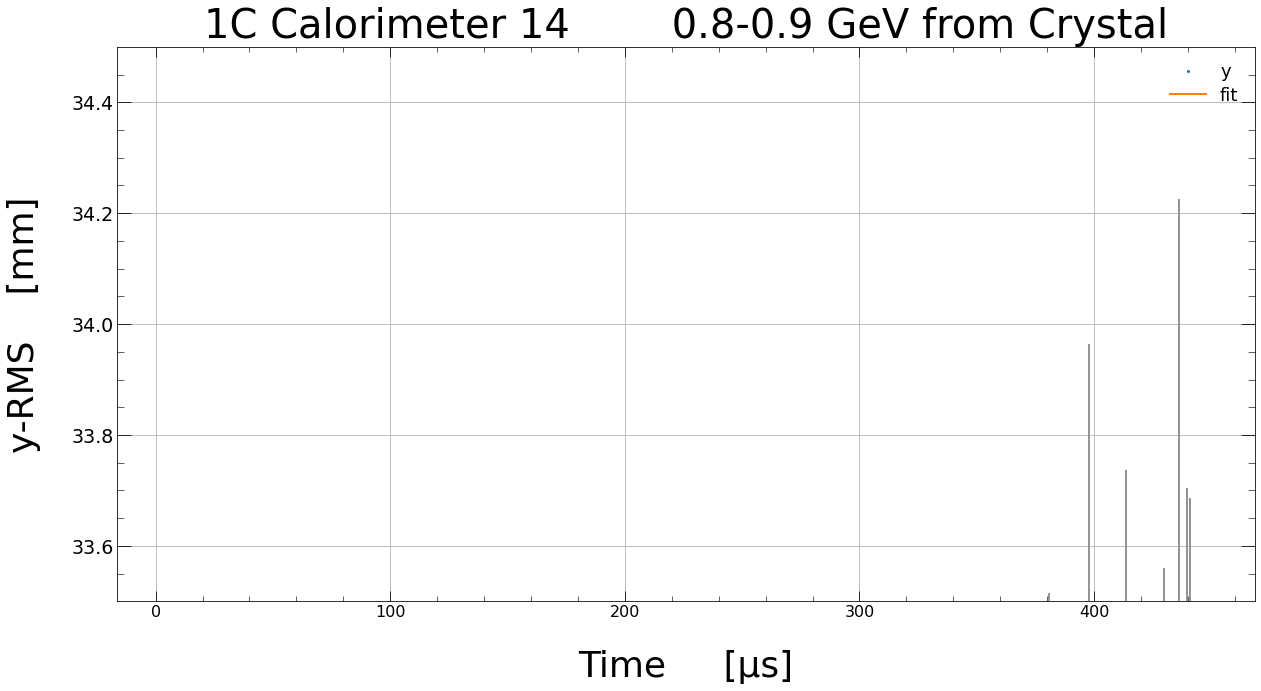 1C Calorimeter 14 0.8-0.9 GeV from Crystal
y
fit
34.4
34.2
34.0
33.8
33.6
y-RMS [mm]
0 100 200 300 400
Time [µs]